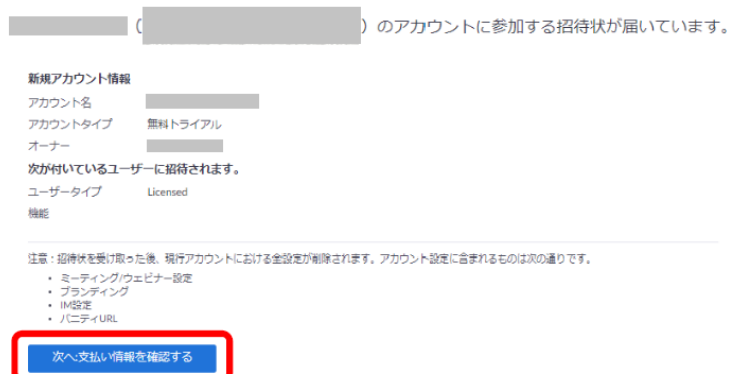 ( ) のアカウントに参加する招待状が届いています。
新規アカウント情報
アカウント名
アカウントタイプ 無料トライアル
オーナー
次が付いているユーザーに招待されます。
ユーザータイプ Licensed
機能
注意：招待状を受け取った後、現行アカウントにおける全設定が削除されます。アカウント設定に含まれるものは次の通りです。
• ミーティング/ウェビナー設定
• ブランディング
• IM設定
• バニティURL
次へ:支払い情報を確認する